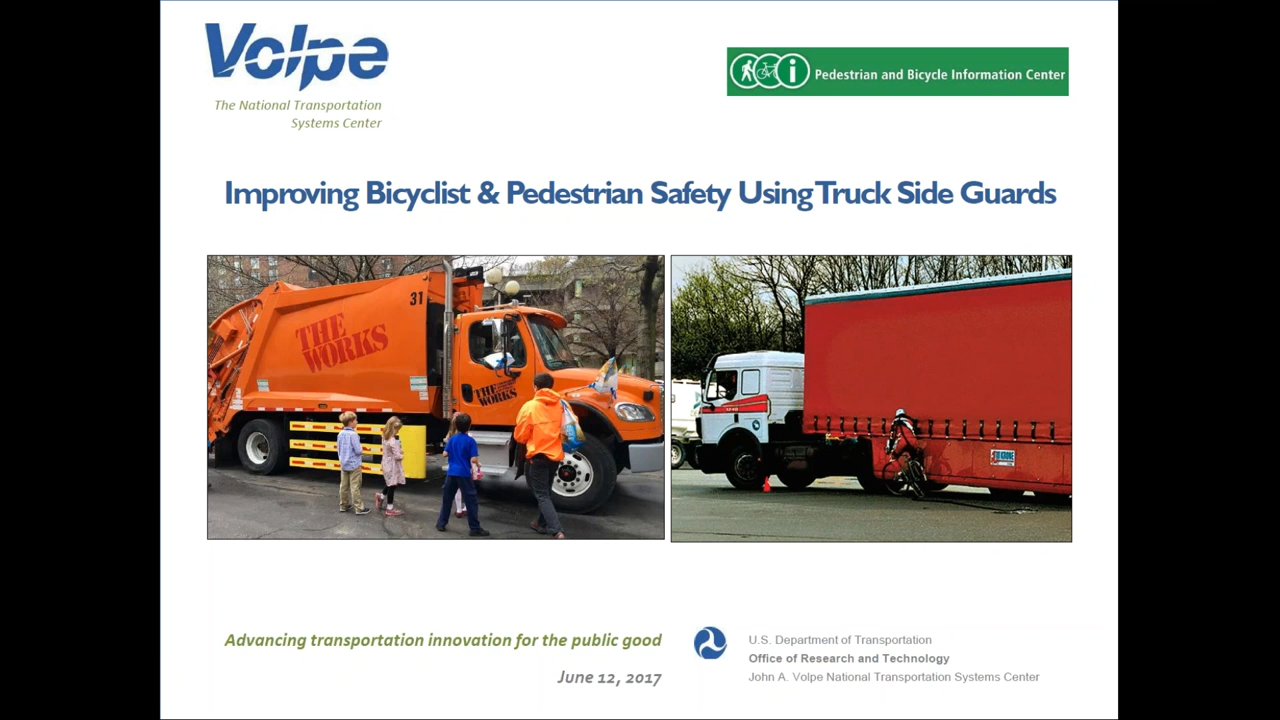 Volpe
The National Transportation
Systems Center
Pedestrian and Bicycle Information Center
Improving Bicyclist & Pedestrian Safety Using Truck Side Guards
31
THE
WORKS
THE
WORKS
Advancing transportation innovation for the public good
June 12, 2017
U.S. Department of Transportation
Office of Research and Technology
John A. Volpe National Transportation Systems Center